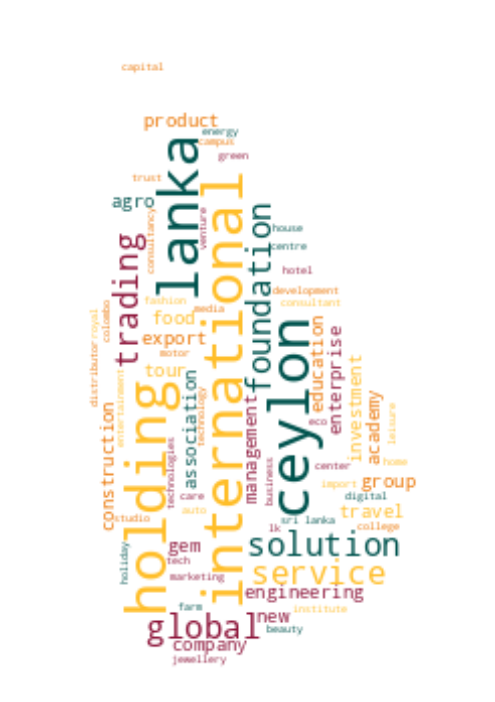 capital
product
energy
campus
lanka
green
trust
international
agro
consultancy
venture
foundation
house
trading
centre
hotel
development
fashion
consultant
colombo
media
royal
food
distributor
export
ceylon
education
enterprise
motor
tour
investment
entertainment
association
technology
holding
management
academy
eco
leisure
construction
technologies
business
center
home
care
import
group
digital
auto
travel
studio
sri lanka
college
lk
holiday
gem
solution
tech
service
marketing
engineering
farm
institute
new
global
beauty
company
jewellery